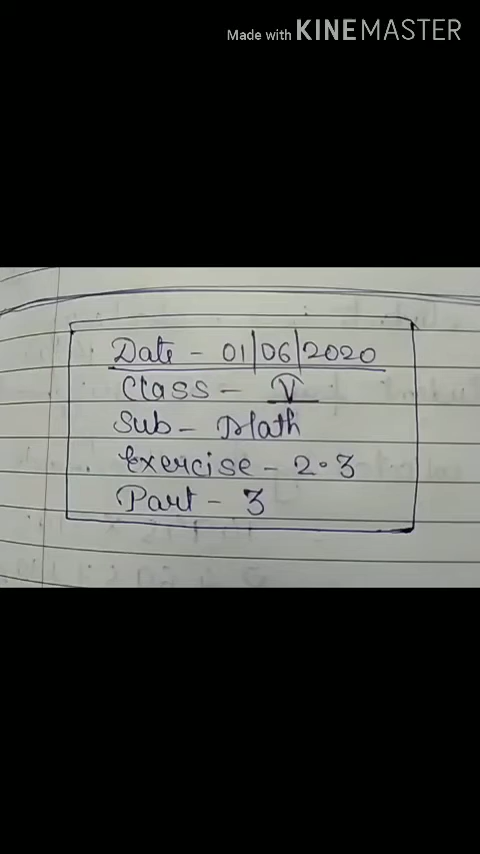 Made with KINEMASTER
Date - 01/06/2020
Class - V
Sub - Math
Exercise - 2.3
Part - 3